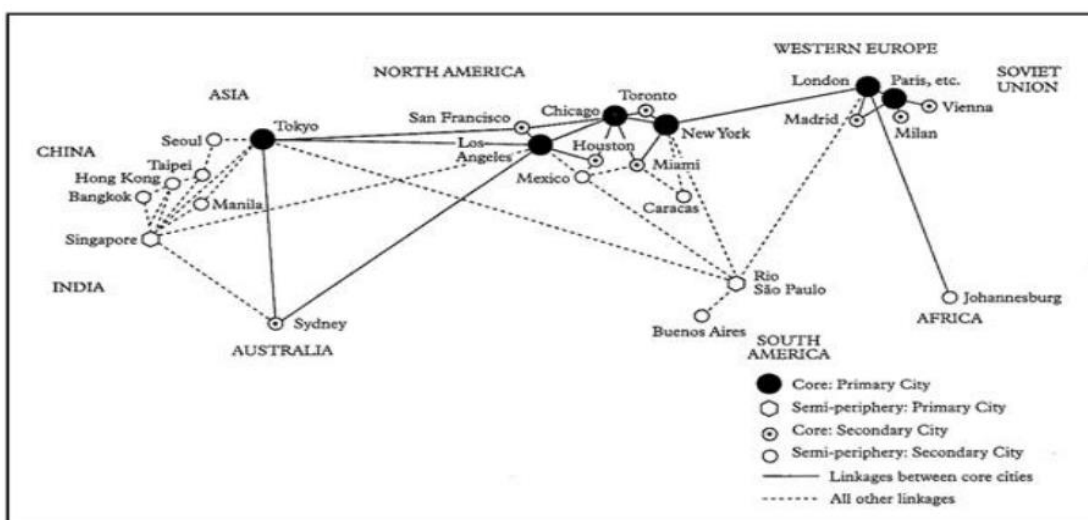 WESTERN EUROPE
NORTH AMERICA
SOVIET
UNION
ASIA
London
Paris, etc.
Toronto
Chicago
San Francisco
Vienna
Madrid
Milan
Tokyo
New York
Seoul
Los
Angeles
Houston
CHINA
Taipei
Miami
Hong Kong
Mexico
Bangkok
Manila
Caracas
Singapore
Rio
São Paulo
INDIA
Johannesburg
Sydney
Buenos Aires
AFRICA
AUSTRALIA
SOUTH
AMERICA
Core: Primary City
Semi-periphery: Primary City
Core: Secondary City
Semi-periphery: Secondary City
Linkages between core cities
All other linkages